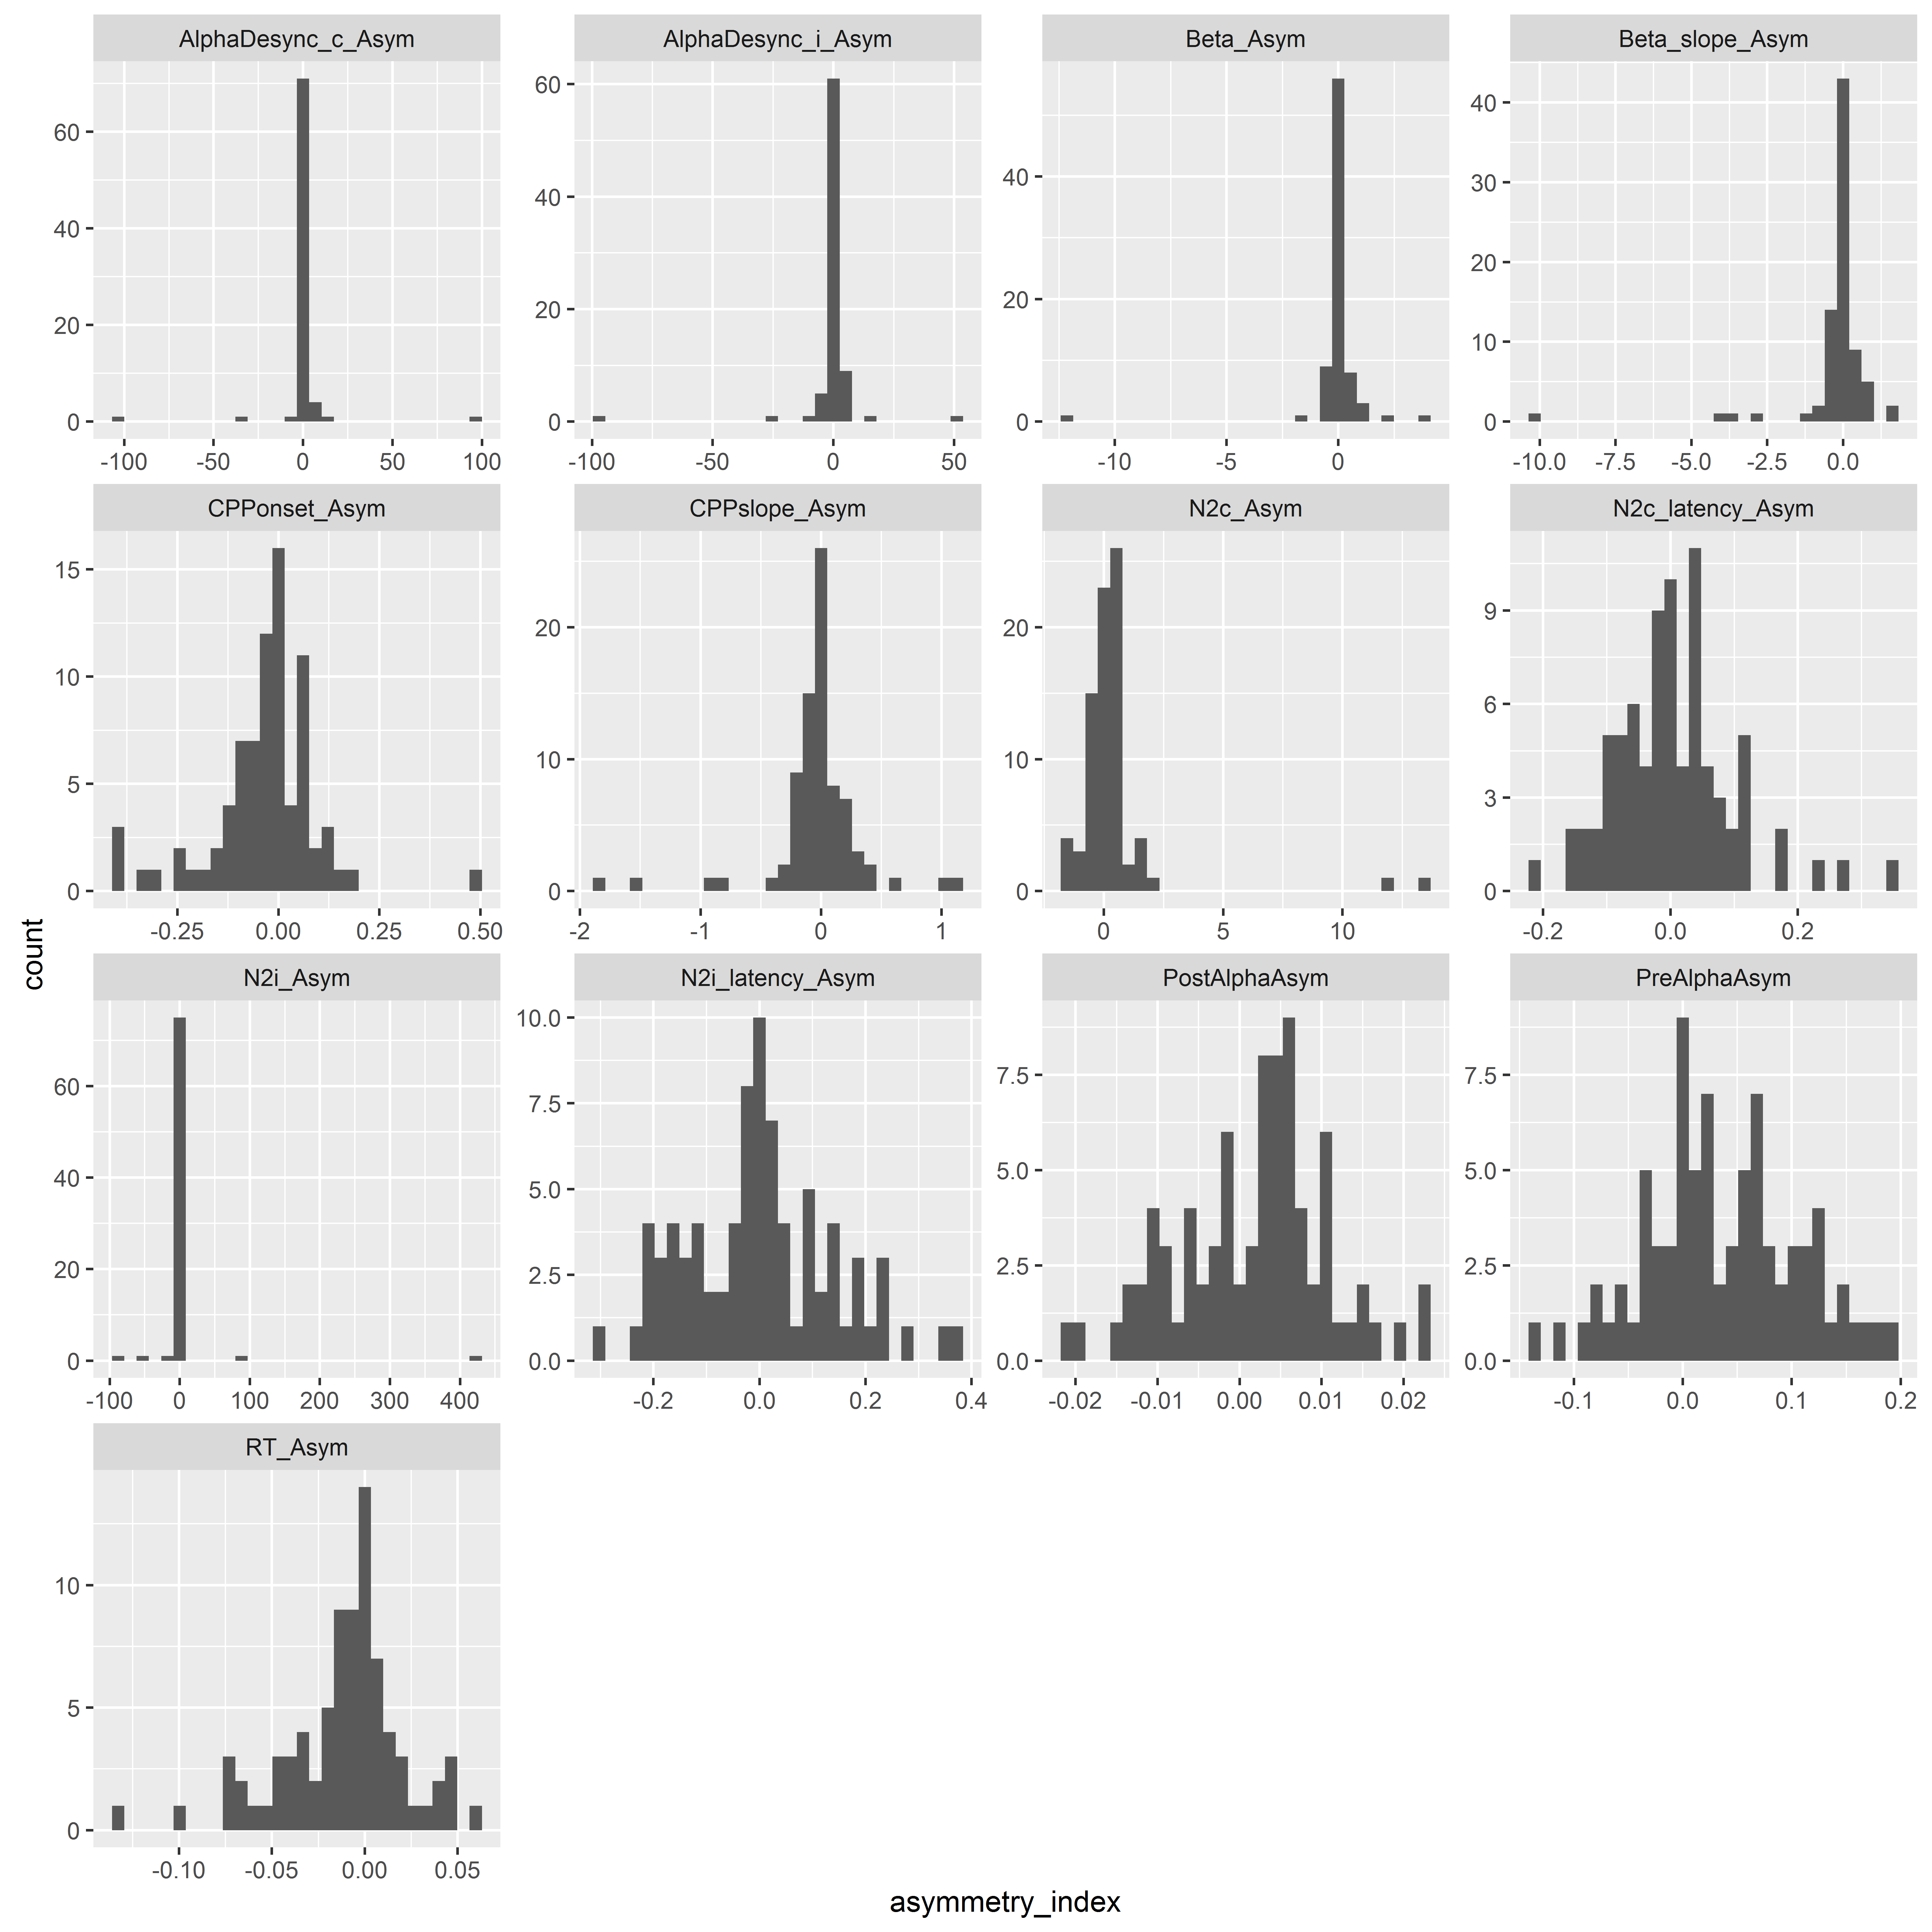 AlphaDesync_c_Asym AlphaDesync_i_Asym Beta_Asym Beta_slope_Asym
60
40
20
0
60
40
20
0
40
20
0
40
30
20
10
0
-100 -50 0 50 100
-100 -50 0 50
-10 -5 0
-10.0 -7.5 -5.0 -2.5 0.0
CPPonset_Asym CPPslope_Asym N2c_Asym N2c_latency_Asym
15
10
5
0
20
10
0
20
10
0
9
6
3
0
-0.25 0.00 0.25 0.50
-2 -1 0 1
0 5 10
-0.2 0.0 0.2
count
N2i_Asym N2i_latency_Asym PostAlphaAsym PreAlphaAsym
60
40
20
0
10.0
7.5
5.0
2.5
0.0
7.5
5.0
2.5
0.0
7.5
5.0
2.5
0.0
-100 0 100 200 300 400
-0.2 0.0 0.2 0.4
-0.02 -0.01 0.00 0.01 0.02
-0.1 0.0 0.1 0.2
RT_Asym
10
5
0
-0.10 -0.05 0.00 0.05
asymmetry_index